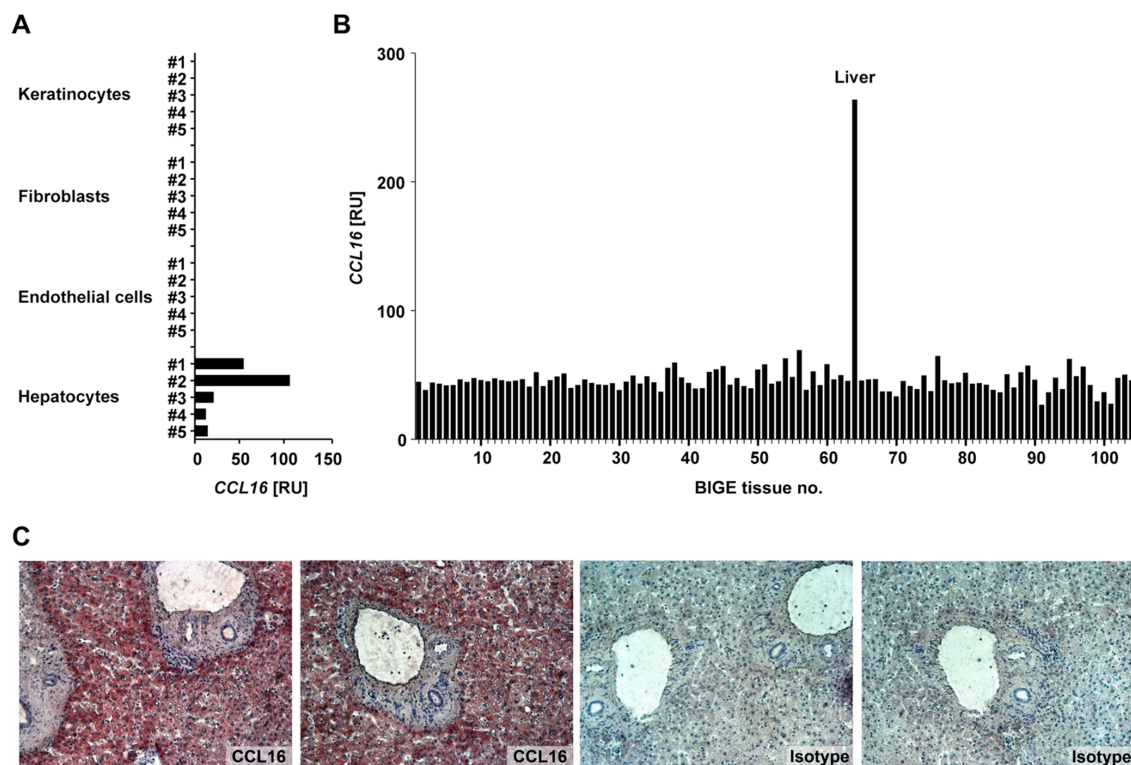 A
Keratinocytes
#1
#2
#3
#4
#5
Fibroblasts
#1
#2
#3
#4
#5
Endothelial cells
#1
#2
#3
#4
#5
Hepatocytes
#1
#2
#3
#4
#5
0 50 100 150
CCL16 [RU]
B
300
200
100
0
CCL16 [RU]
Liver
10 20 30 40 50 60 70 80 90 100
BIGE tissue no.
C
CCL16
CCL16
Isotype
Isotype